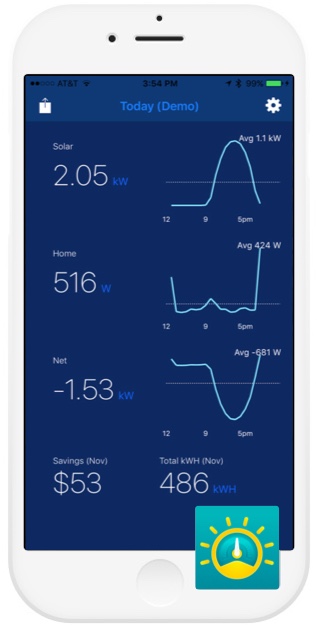 AT&T 3:54 PM 99%
Today (Demo)
Solar
Avg 1.1 kW
2.05 kW
12 9 5pm
Home
Avg 424 W
516 W
12 9 5pm
Net
Avg -681 W
-1.53 kW
12 9 5pm
Savings (Nov) Total kWH (Nov)
$53 486 kWH